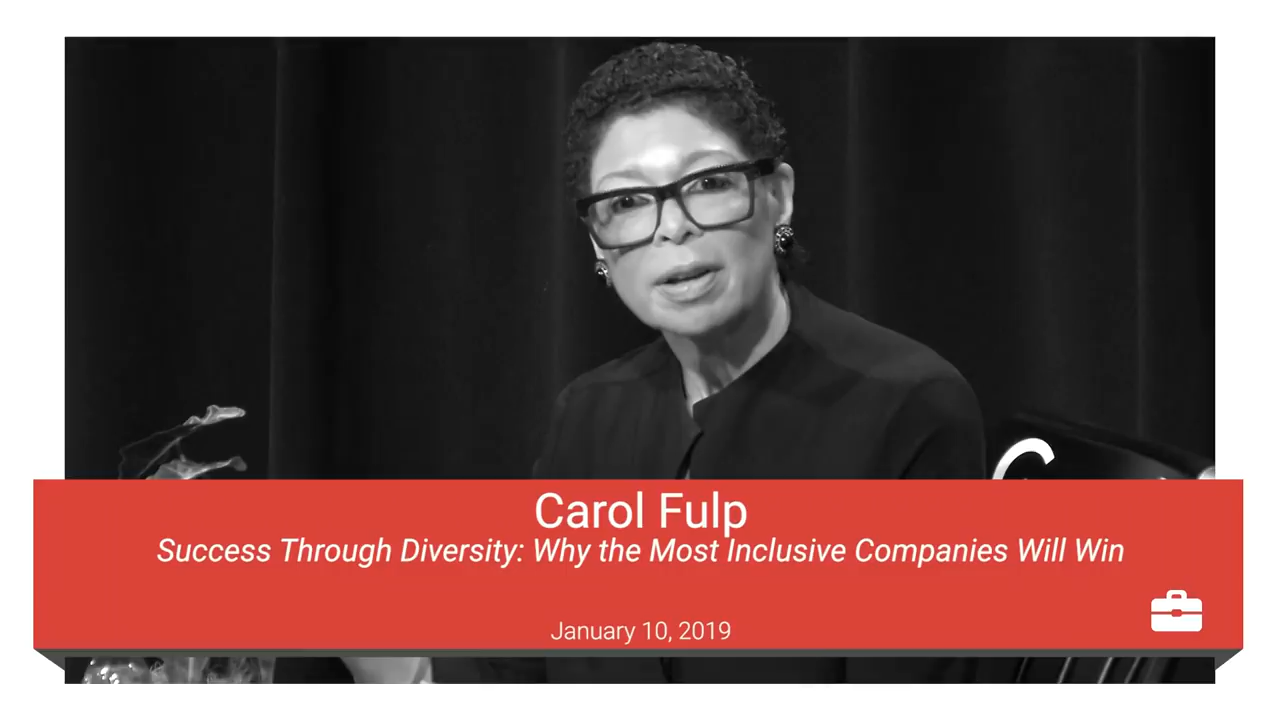 Carol Fulp
Success Through Diversity: Why the Most Inclusive Companies Will Win
January 10, 2019